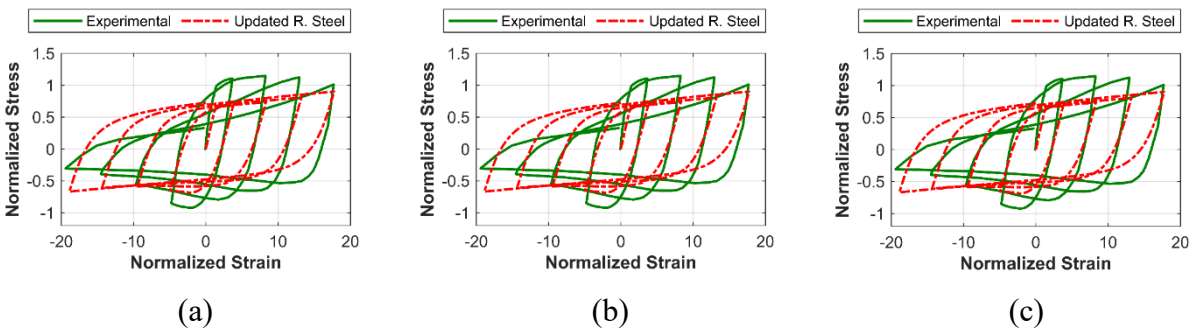 Experimental Updated R. Steel Experimental Updated R. Steel Experimental Updated R. Steel
Normalized Stress
1.5
1
0.5
0
-0.5
-1
-20 -10 0 10 20
Normalized Strain
(a)
Normalized Stress
1.5
1
0.5
0
-0.5
-1
-20 -10 0 10 20
Normalized Strain
(b)
Normalized Stress
1.5
1
0.5
0
-0.5
-1
-20 -10 0 10 20
Normalized Strain
(c)